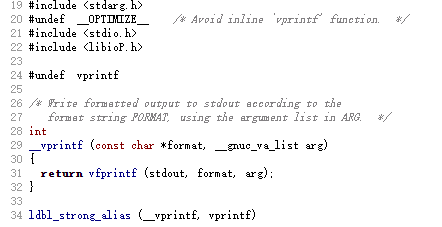 19 #include <stdarg.h>
20 #undef __OPTIMIZE__ /* Avoid inline `vprintf' function. */
21 #include <stdio.h>
22 #include <libioP.h>
23
24 #undef vprintf
25
26 /* Write formatted output to stdout according to the
27 format string FORMAT, using the argument list in ARG. */
28 int
29 __vprintf (const char *format, __gnuc_va_list arg)
30 {
31 return vfprintf (stdout, format, arg);
32 }
33
34 ldbl_strong_alias (__vprintf, vprintf)